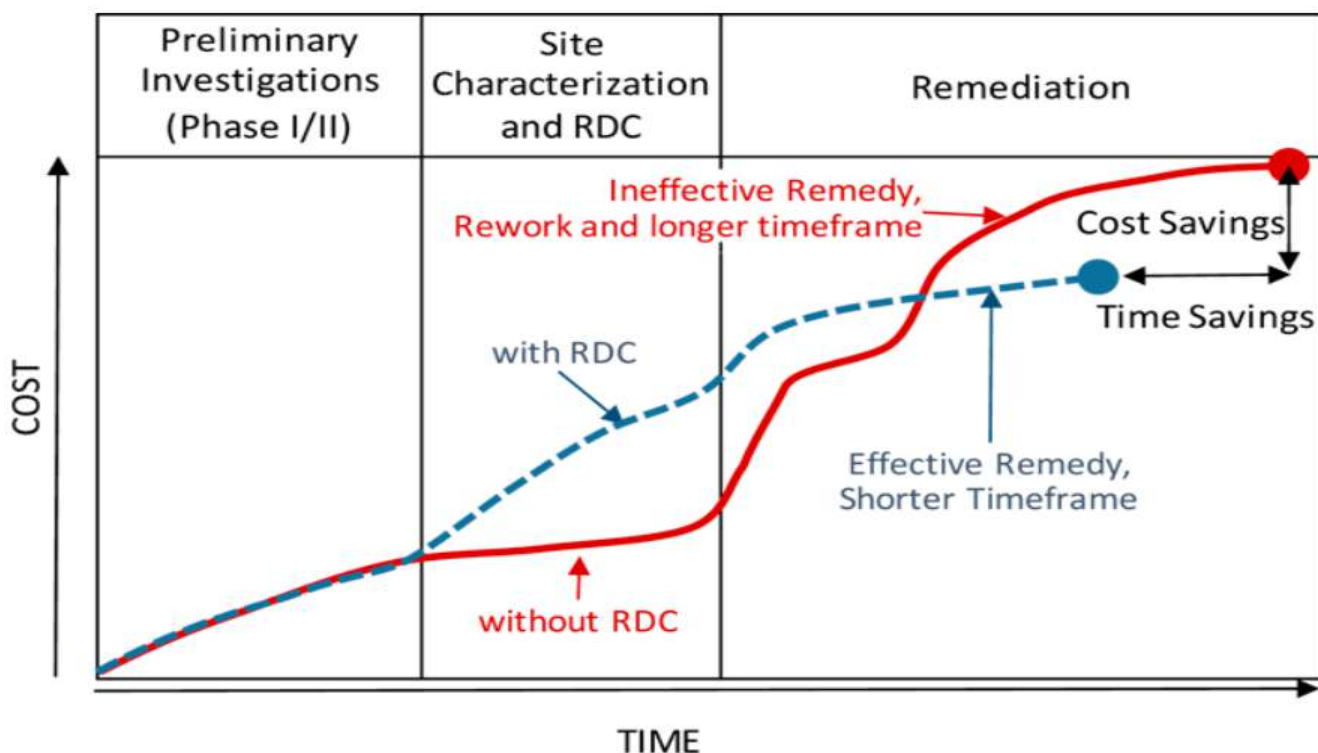 Preliminary
Investigations
(Phase I/II)
Site
Characterization
and RDC
Remediation
Ineffective Remedy,
Rework and longer timeframe
Cost Savings
Time Savings
with RDC
COST
Effective Remedy,
Shorter Timeframe
without RDC
TIME